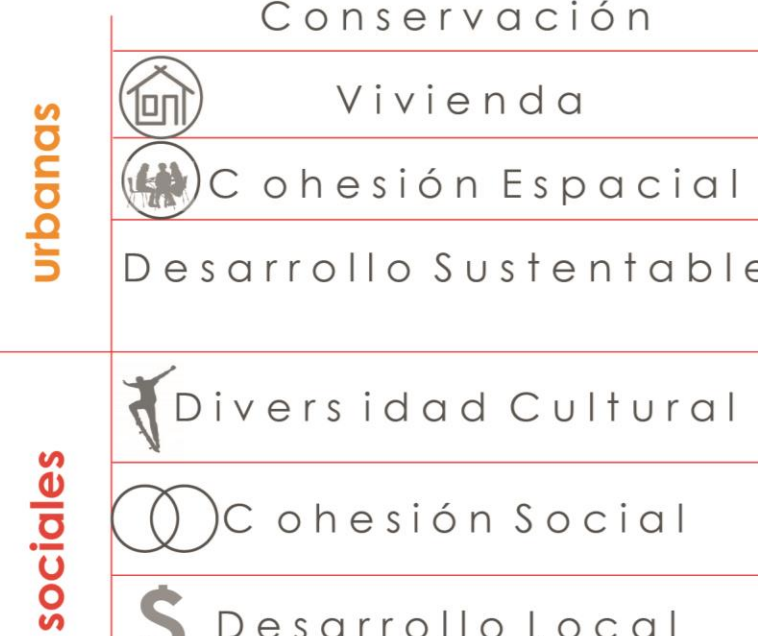 Conservación
urbanas
Vivienda
Cohesión Espacial
Desarrollo Sustentable
sociales
Diversidad Cultural
Cohesión Social
$ Desarrollo Local